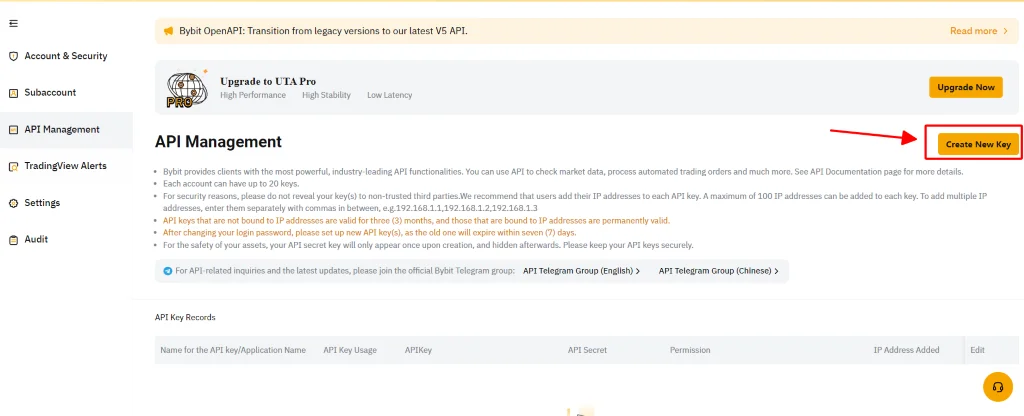 Bybit OpenAPI: Transition from legacy versions to our latest V5 API.
Read more
Account & Security
Subaccount
API Management
TradingView Alerts
Settings
Audit
PRO
Upgrade to UTA Pro
High Performance High Stability Low Latency
Upgrade Now
API Management
Create New Key
Bybit provides clients with the most powerful, industry-leading API functionalities. You can use API to check market data, process automated trading orders and much more. See API Documentation page for more details.
Each account can have up to 20 keys.
For security reasons, please do not reveal your key(s) to non-trusted third parties.We recommend that users add their IP addresses to each API key. A maximum of 100 IP addresses can be added to each key. To add multiple IP
addresses, enter them separately with commas in between, e.g.192.168.1.1,192.168.1.2,192.168.1.3
API keys that are not bound to IP addresses are valid for three (3) months, and those that are bound to IP addresses are permanently valid.
After changing your login password, please set up new API key(s), as the old one will expire within seven (7) days.
For the safety of your assets, your API secret key will only appear once upon creation, and hidden afterwards. Please keep your API keys securely.
For API-related inquiries and the latest updates, please join the official Bybit Telegram group: API Telegram Group (English) API Telegram Group (Chinese)
API Key Records
Name for the API key/Application Name API Key Usage APIKey API Secret Permission IP Address Added Edit